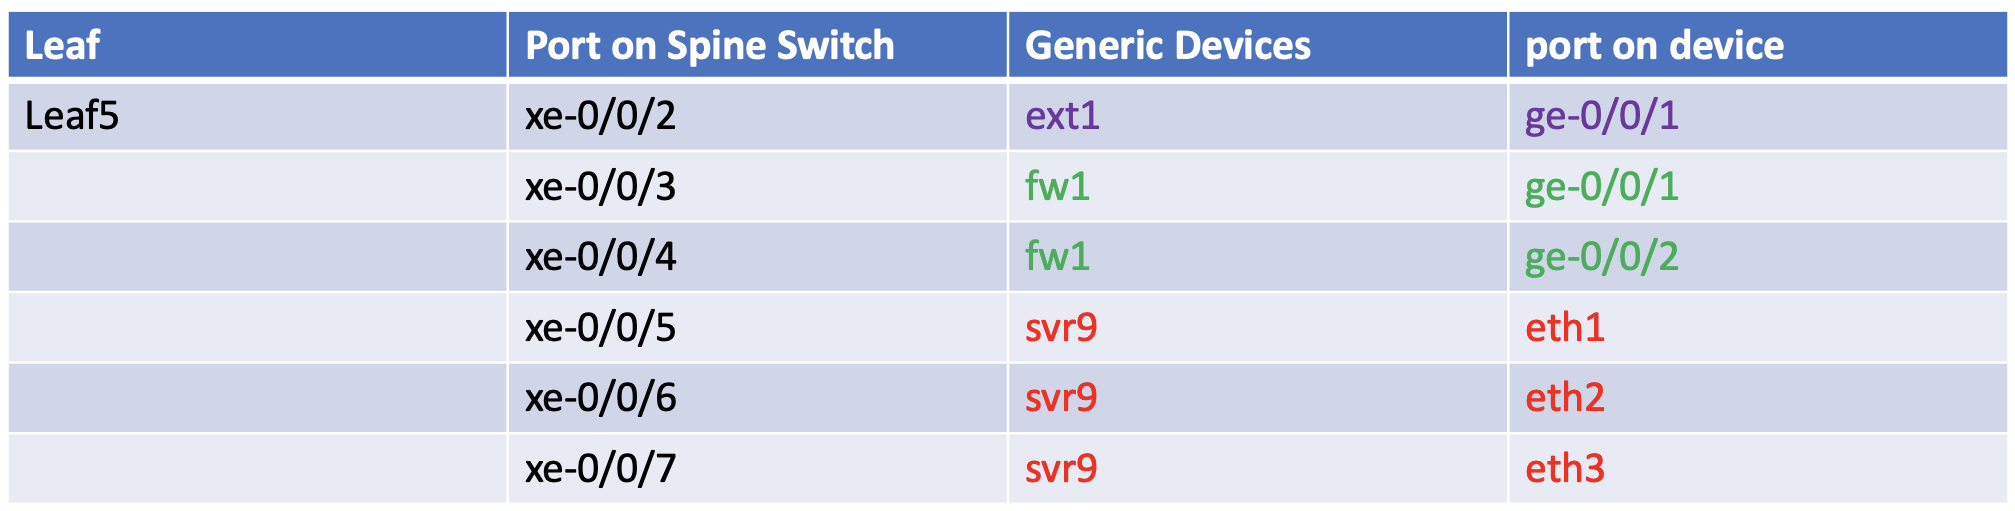 Leaf Port on Spine Switch Generic Devices port on device
Leaf5 xe-0/0/2 ext1 ge-0/0/1
xe-0/0/3 fw1 ge-0/0/1
xe-0/0/4 fw1 ge-0/0/2
xe-0/0/5 svr9 eth1
xe-0/0/6 svr9 eth2
xe-0/0/7 svr9 eth3